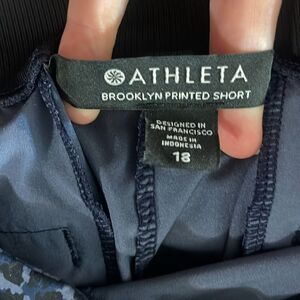 ATHLETA
BROOKLYN PRINTED SHORT
DESIGNED IN
SAN FRANCISCO
MADE IN
INDONESIA
18